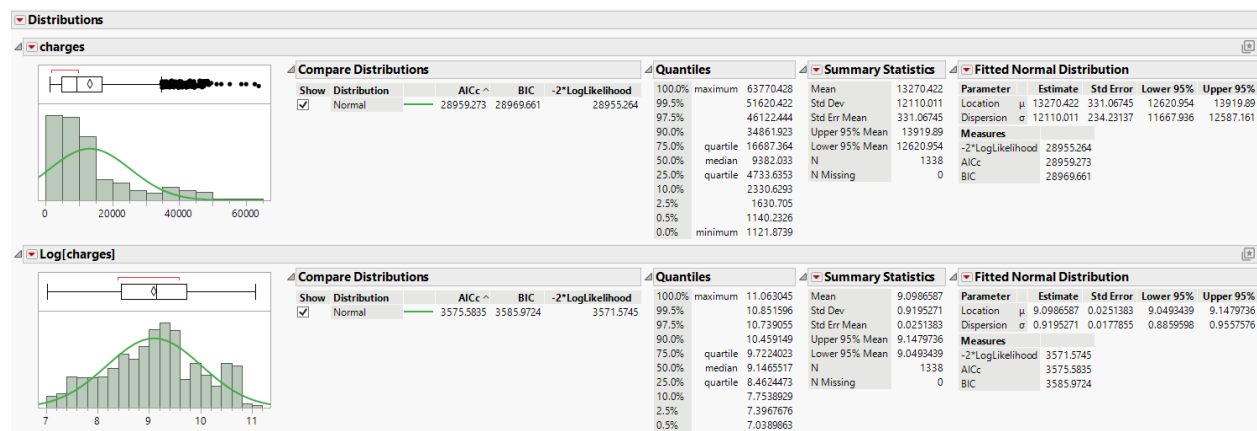 Distributions
charges
0 20000 40000 60000
Compare Distributions
Show Distribution AICc ^ BIC -2*LogLikelihood
Normal 28959.273 28969.661 28955.264
Quantiles
100.0% maximum 63770.428
99.5% 51620.422
97.5% 46122.444
90.0% 34861.923
75.0% quartile 16687.364
50.0% median 9382.033
25.0% quartile 4733.6353
10.0% 2330.6293
2.5% 1630.705
0.5% 1140.2326
0.0% minimum 1121.8739
Summary Statistics
Mean 13270.422
Std Dev 12110.011
Std Err Mean 331.06745
Upper 95% Mean 13919.89
Lower 95% Mean 12620.954
N 1338
N Missing 0
Fitted Normal Distribution
Parameter Estimate Std Error Lower 95% Upper 95%
Location μ 13270.422 331.06745 12620.954 13919.89
Dispersion σ 12110.011 234.23137 11667.936 12587.161
Measures
-2*LogLikelihood 28955.264
AICc 28959.273
BIC 28969.661
Log[charges]
7 8 9 10 11
Compare Distributions
Show Distribution AICc ^ BIC -2*LogLikelihood
Normal 3575.5835 3585.9724 3571.5745
Quantiles
100.0% maximum 11.063045
99.5% 10.851596
97.5% 10.739055
90.0% 10.459149
75.0% quartile 9.7224023
50.0% median 9.1465517
25.0% quartile 8.4624473
10.0% 7.7538929
2.5% 7.3967676
0.5% 7.0389863
Summary Statistics
Mean 9.0986587
Std Dev 0.9195271
Std Err Mean 0.0251383
Upper 95% Mean 9.1479736
Lower 95% Mean 9.0493439
N 1338
N Missing 0
Fitted Normal Distribution
Parameter Estimate Std Error Lower 95% Upper 95%
Location μ 9.0986587 0.0251383 9.0493439 9.1479736
Dispersion σ 0.9195271 0.0177855 0.8859598 0.9557576
Measures
-2*LogLikelihood 3571.5745
AICc 3575.5835
BIC 3585.9724